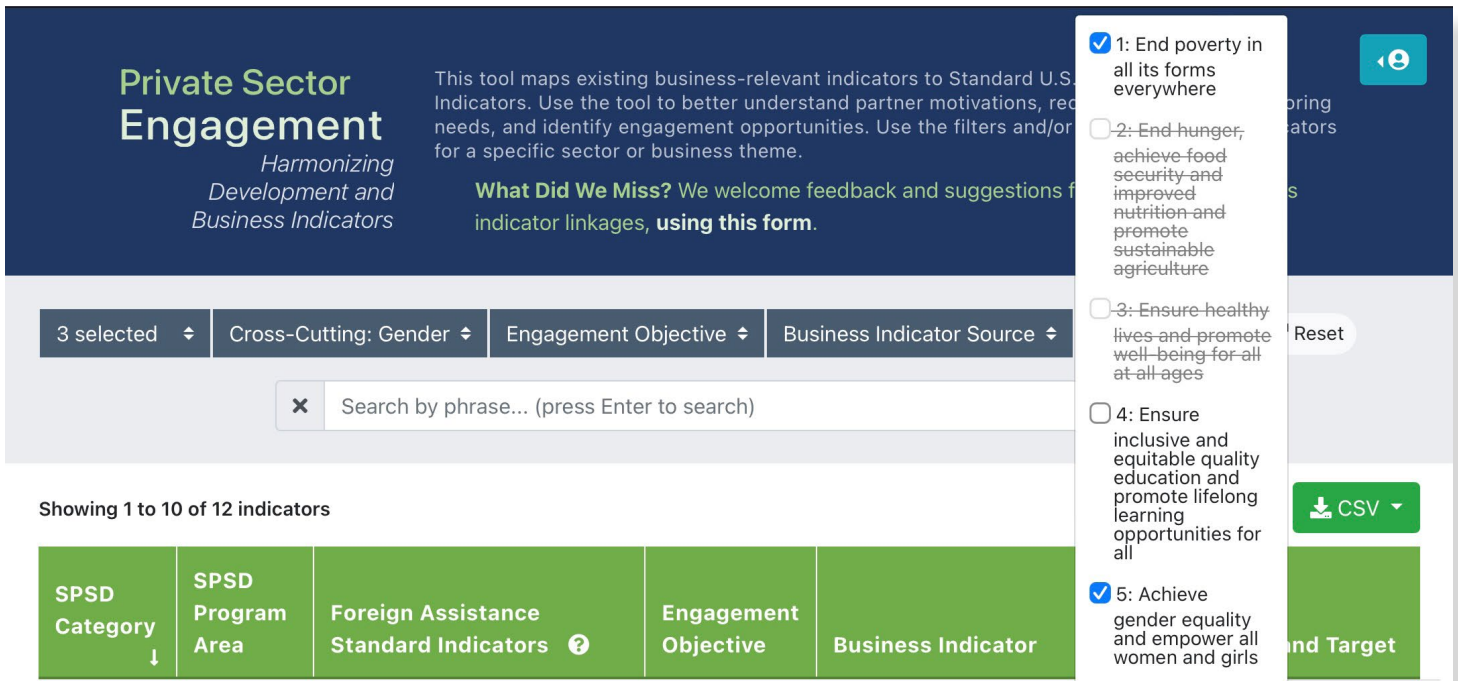 Private Sector
Engagement
Harmonizing
Development and
Business Indicators
This tool maps existing business-relevant indicators to Standard U.S.
Indicators. Use the tool to better understand partner motivations, rec oring
needs, and identify engagement opportunities. Use the filters and/or cators
for a specific sector or business theme.
What Did We Miss? We welcome feedback and suggestions f s
indicator linkages, using this form.
3 selected
Cross-Cutting: Gender
Engagement Objective
Business Indicator Source
Reset
Search by phrase... (press Enter to search)
1: End poverty in
all its forms
everywhere
2: End hunger,
achieve food
security and
improved
nutrition and
promote
sustainable
agriculture
3: Ensure healthy
lives and promote
well-being for all
at all ages
4: Ensure
inclusive and
equitable quality
education and
promote lifelong
learning
opportunities for
all
5: Achieve
gender equality
and empower all
women and girls
Showing 1 to 10 of 12 indicators
CSV
SPSD
Category
SPSD
Program
Area
Foreign Assistance
Standard Indicators
Engagement
Objective
Business Indicator
nd Target